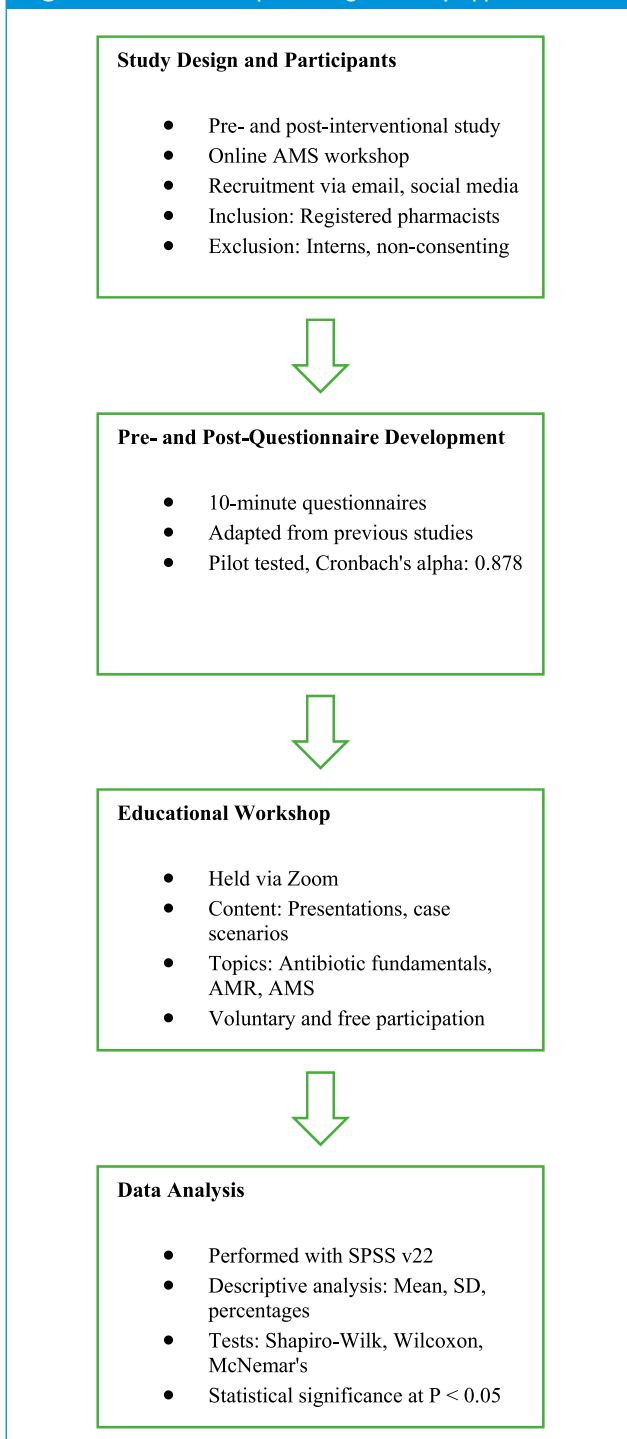 Study Design and Participants
● Pre- and post-interventional study
● Online AMS workshop
● Recruitment via email, social media
● Inclusion: Registered pharmacists
● Exclusion: Interns, non-consenting
Pre- and Post-Questionnaire Development
● 10-minute questionnaires
● Adapted from previous studies
● Pilot tested, Cronbach's alpha: 0.878
Educational Workshop
● Held via Zoom
● Content: Presentations, case
scenarios
● Topics: Antibiotic fundamentals,
AMR, AMS
● Voluntary and free participation
Data Analysis
● Performed with SPSS v22
● Descriptive analysis: Mean, SD,
percentages
● Tests: Shapiro-Wilk, Wilcoxon,
McNemar's
● Statistical significance at P < 0.05